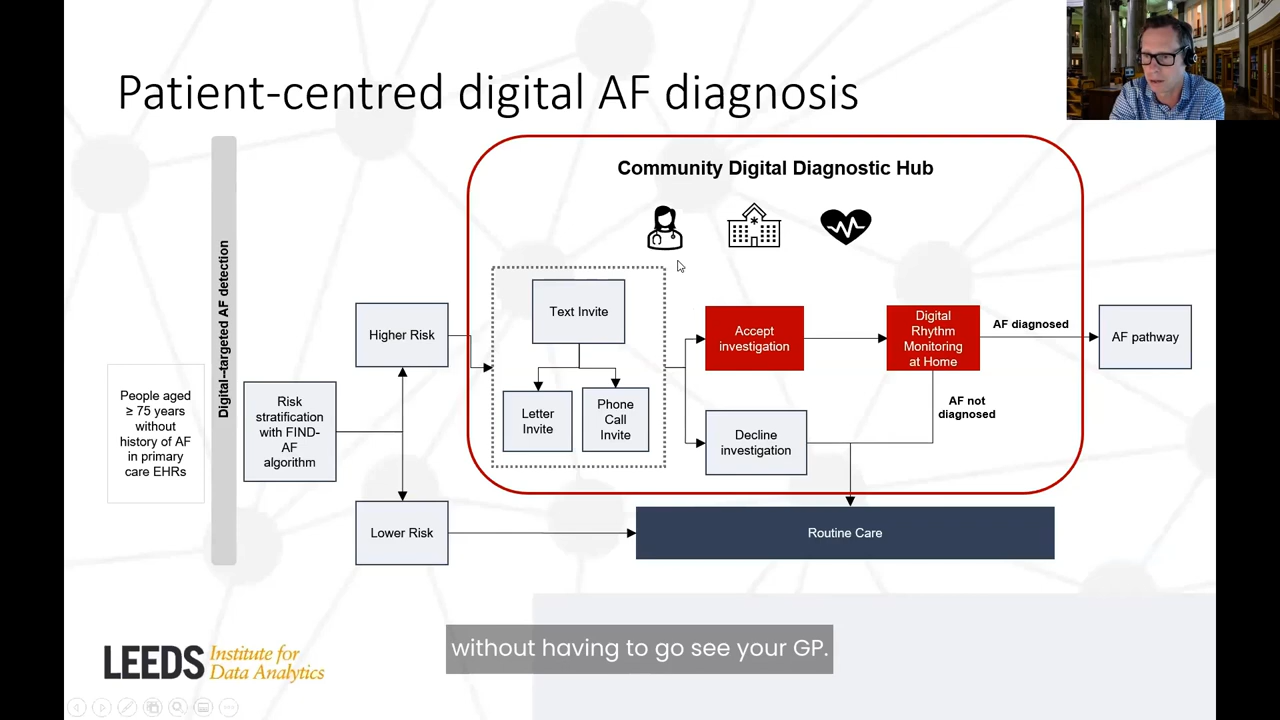 Patient-centred digital AF diagnosis
Digital–targeted AF detection
People aged
≥ 75 years
without
history of AF
in primary
care EHRs
Risk
stratification
with FIND-
AF
algorithm
Higher Risk
Lower Risk
Community Digital Diagnostic Hub
Text Invite
Letter
Invite
Phone
Call
Invite
Accept
investigation
Decline
investigation
Digital
Rhythm
Monitoring
at Home
AF diagnosed
AF not
diagnosed
AF pathway
Routine Care
LEEDS Institute for
Data Analytics
without having to go see your GP.